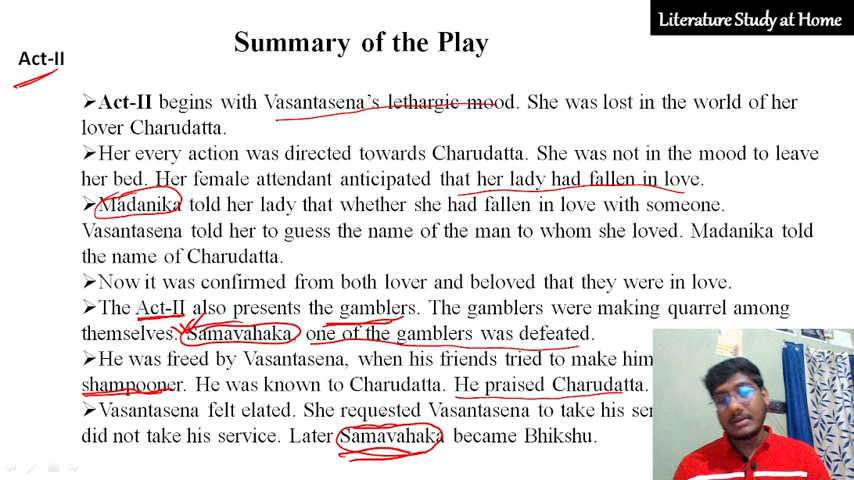 Literature Study at Home
Summary of the Play
Act-II
➢Act-II begins with Vasantasena's lethargic mood. She was lost in the world of her
lover Charudatta.
➢Her every action was directed towards Charudatta. She was not in the mood to leave
her bed. Her female attendant anticipated that her lady had fallen in love.
➢Madanika told her lady that whether she had fallen in love with someone.
Vasantasena told her to guess the name of the man to whom she loved. Madanika told
the name of Charudatta.
➢Now it was confirmed from both lover and beloved that they were in love.
➢The Act-II also presents the gamblers. The gamblers were making quarrel among
themselves. Samavahaka, one of the gamblers was defeated.
➢He was freed by Vasantasena, when his friends tried to make him
shampooner. He was known to Charudatta. He praised Charudatta.
➢Vasantasena felt elated. She requested Vasantasena to take his ser
did not take his service. Later Samavahaka became Bhikshu.